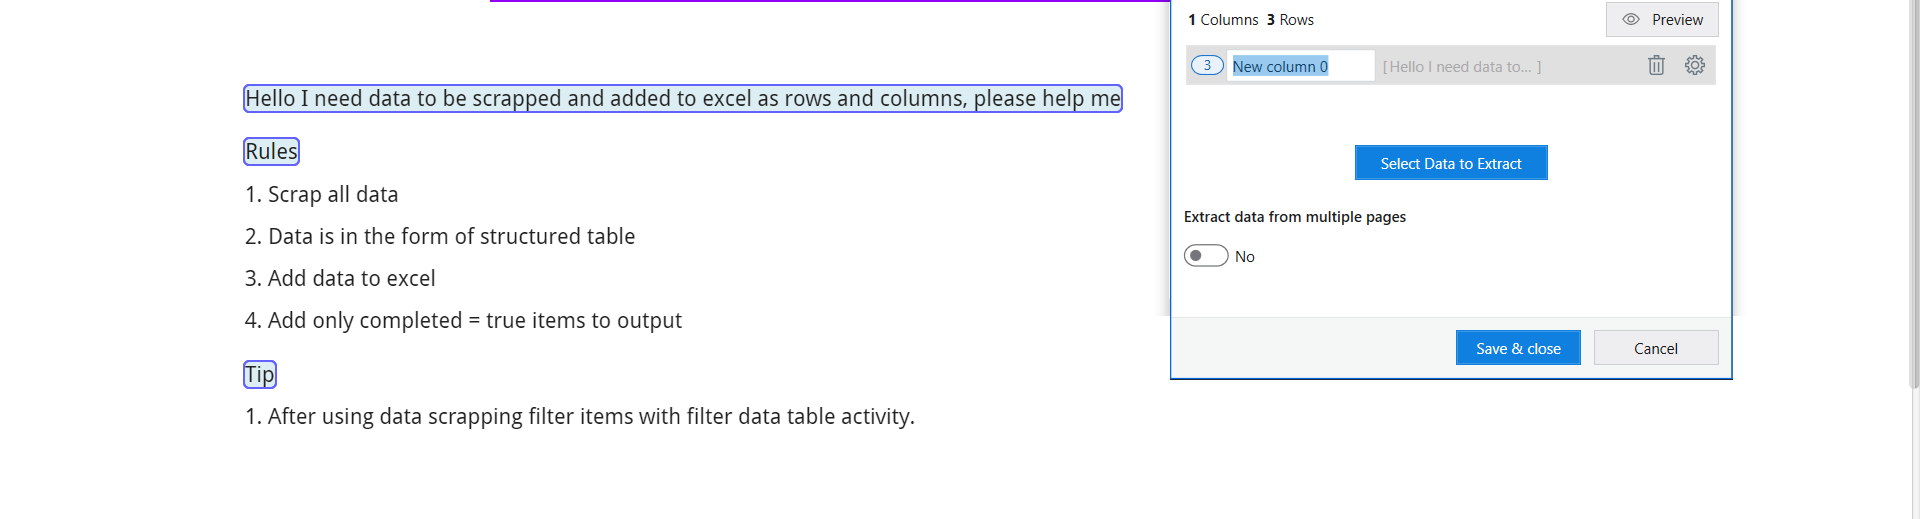 Hello I need data to be scrapped and added to excel as rows and columns, please help me
Rules
1. Scrap all data
2. Data is in the form of structured table
3. Add data to excel
4. Add only completed = true items to output
Tip
1. After using data scrapping filter items with filter data table activity.
1 Columns 3 Rows
Preview
3 New column 0 [ Hello I need data to... ]
Select Data to Extract
Extract data from multiple pages
No
Save & close Cancel